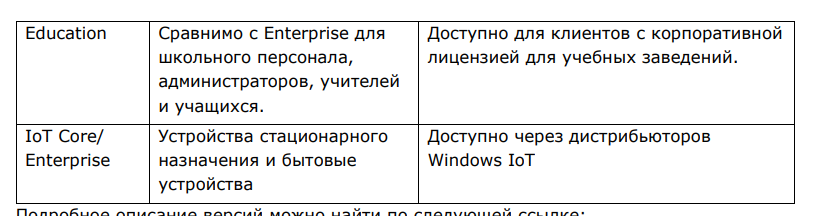 Education
Сравнимо с Enterprise для
школьного персонала,
администраторов, учителей
и учащихся.
Доступно для клиентов с корпоративной
лицензией для учебных заведений.
IoT Core/
Enterprise
Устройства стационарного
назначения и бытовые
устройства
Доступно через дистрибьюторов
Windows IoT
Подробное описание версий можно найти по следующей ссылке: